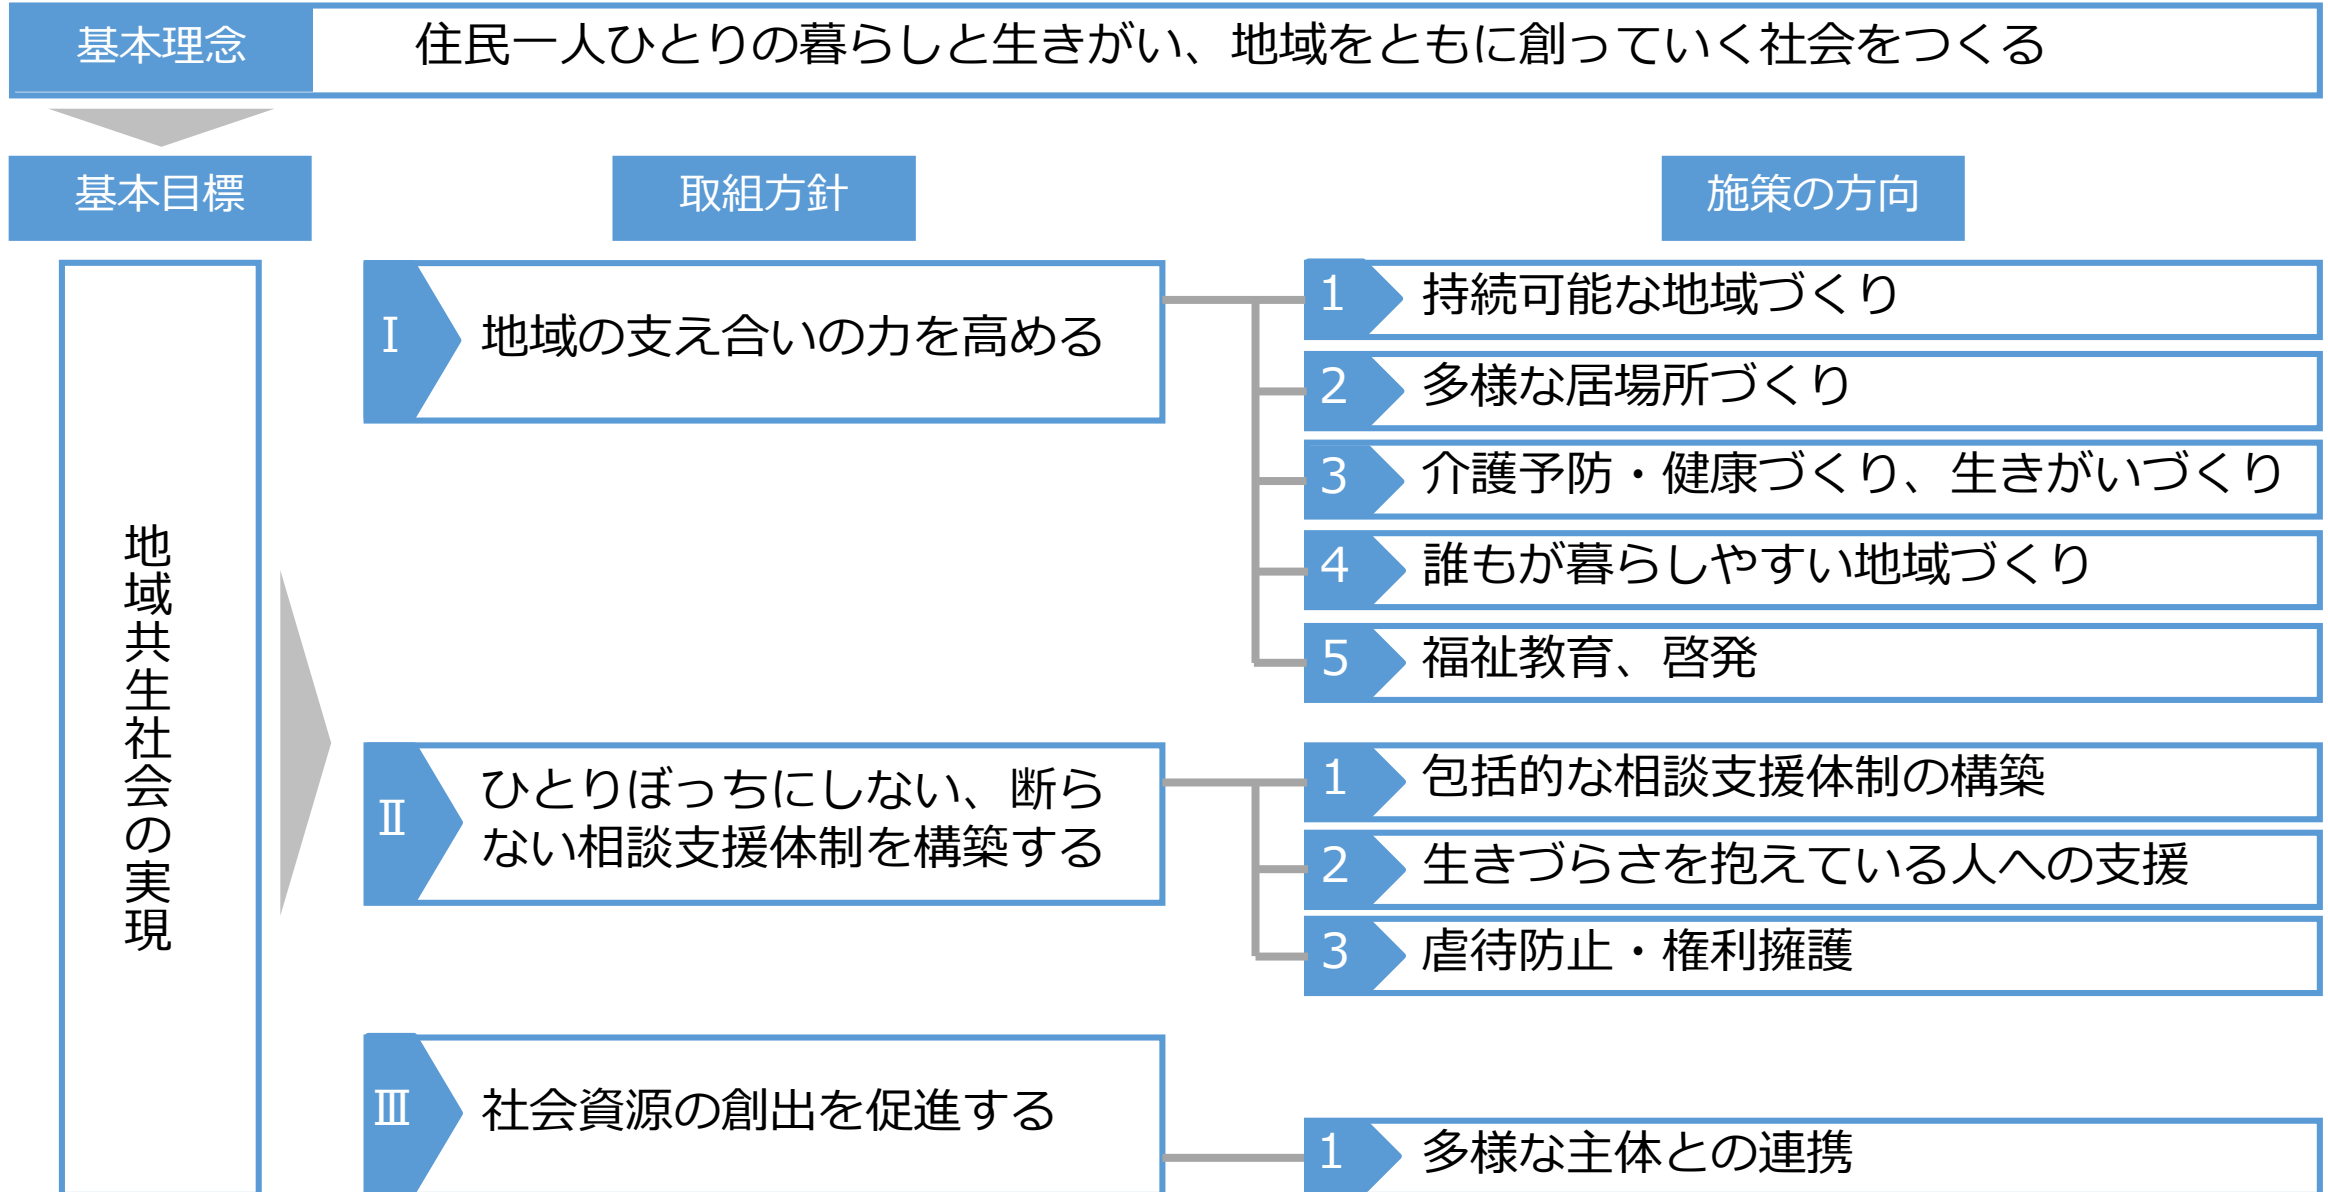 基本理念
住民一人ひとりの暮らしと生きがい、地域をともに創っていく社会をつくる
基本目標
取組方針
施策の方向
地域共生社会の実現
Ⅰ
地域の支え合いの力を高める
1
持続可能な地域づくり
2
多様な居場所づくり
3
介護予防・健康づくり、生きがいづくり
4
誰もが暮らしやすい地域づくり
5
福祉教育、啓発
Ⅱ
ひとりぼっちにしない、断ら
ない相談支援体制を構築する
1
包括的な相談支援体制の構築
2
生きづらさを抱えている人への支援
3
虐待防止・権利擁護
Ⅲ
社会資源の創出を促進する
1
多様な主体との連携